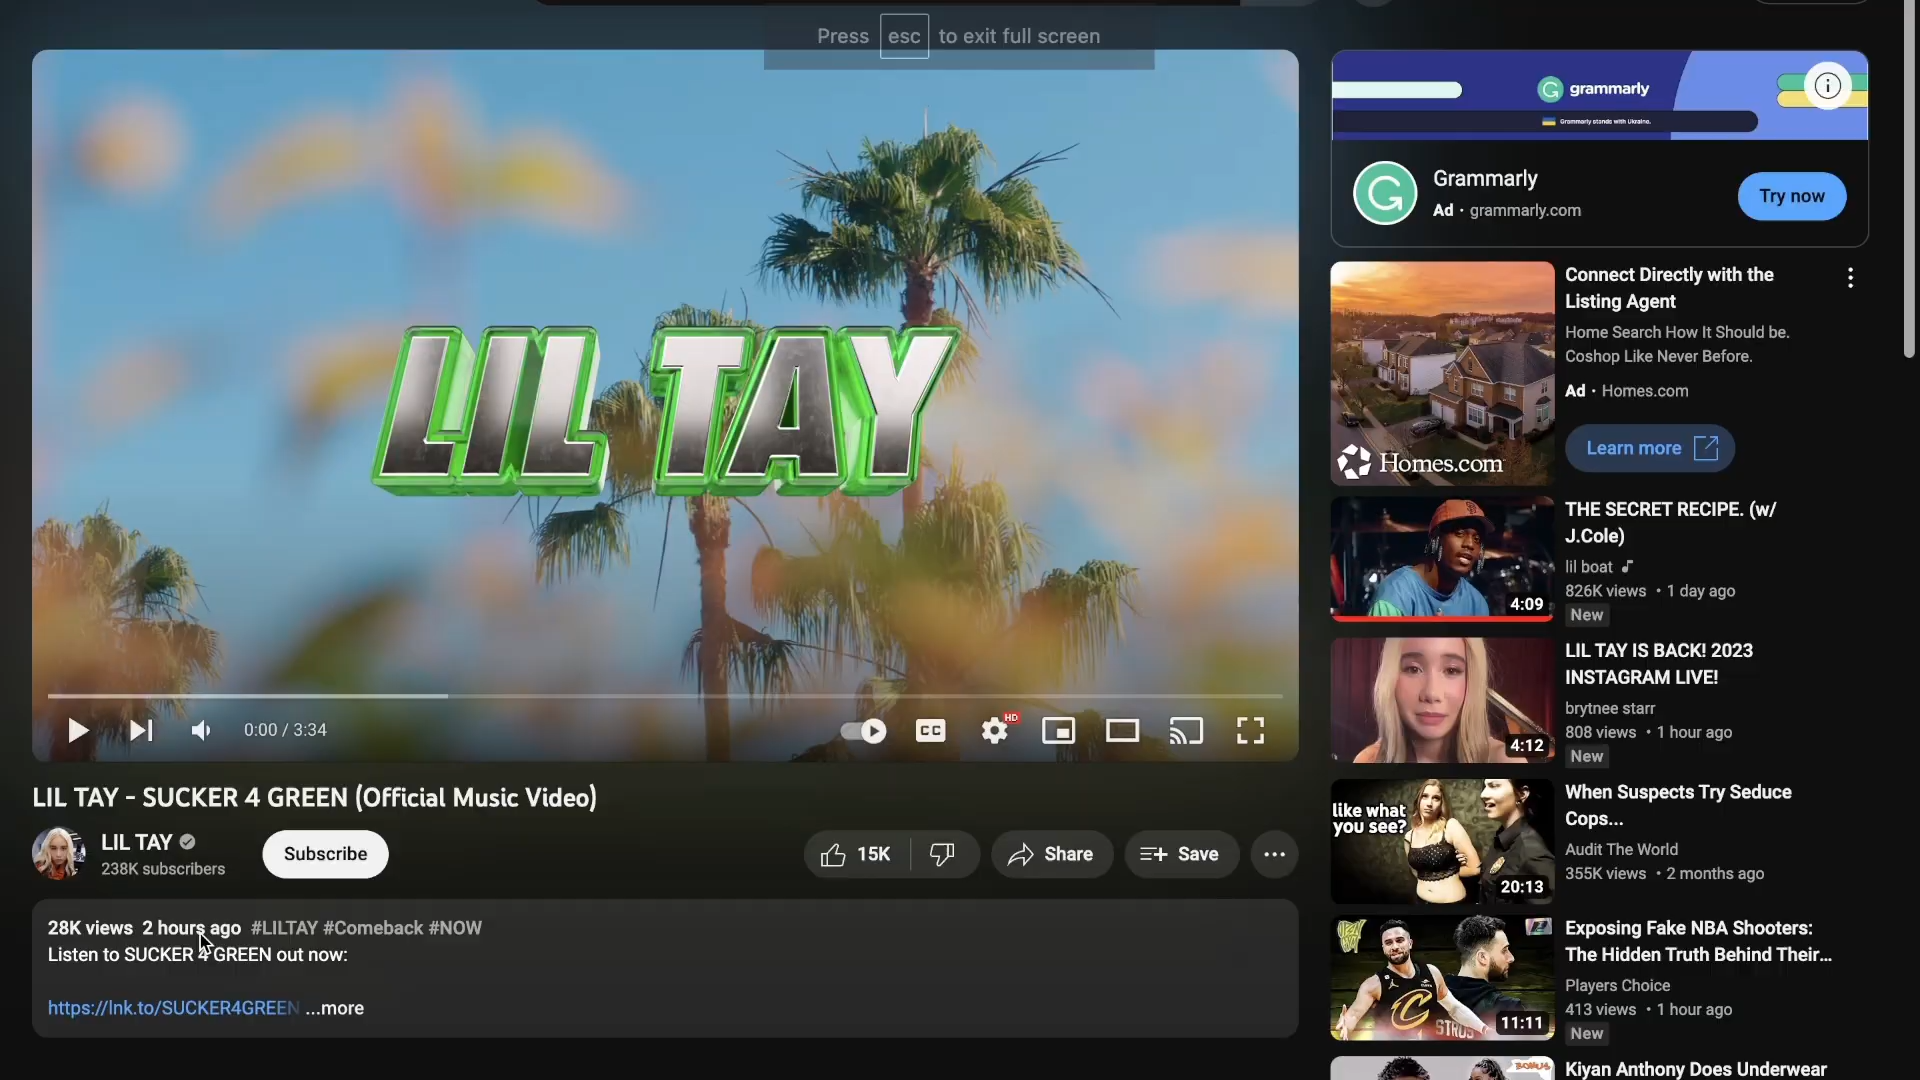 Press esc to exit full screen
LIL TAY
0:00 / 3:34
CC
HD
LIL TAY - SUCKER 4 GREEN (Official Music Video)
LIL TAY
238K subscribers
Subscribe
15K
Share
Save
28K views 2 hours ago #LILTAY #Comeback #NOW
Listen to SUCKER 4 GREEN out now:
https://lnk.to/SUCKER4GREEN ...more
grammarly
Grammarly stands with Ukraine.
Grammarly
Ad · grammarly.com
Try now
Homes.com
Connect Directly with the
Listing Agent
Home Search How It Should be.
Coshop Like Never Before.
Ad · Homes.com
Learn more
4:09
THE SECRET RECIPE. (w/
J.Cole)
lil boat
826K views • 1 day ago
New
4:12
LIL TAY IS BACK! 2023
INSTAGRAM LIVE!
brytnee starr
808 views • 1 hour ago
New
like what
you see?
20:13
When Suspects Try Seduce
Cops...
Audit The World
355K views • 2 months ago
11:11
Exposing Fake NBA Shooters:
The Hidden Truth Behind Their...
Players Choice
413 views • 1 hour ago
New
BONUS
Kiyan Anthony Does Underwear